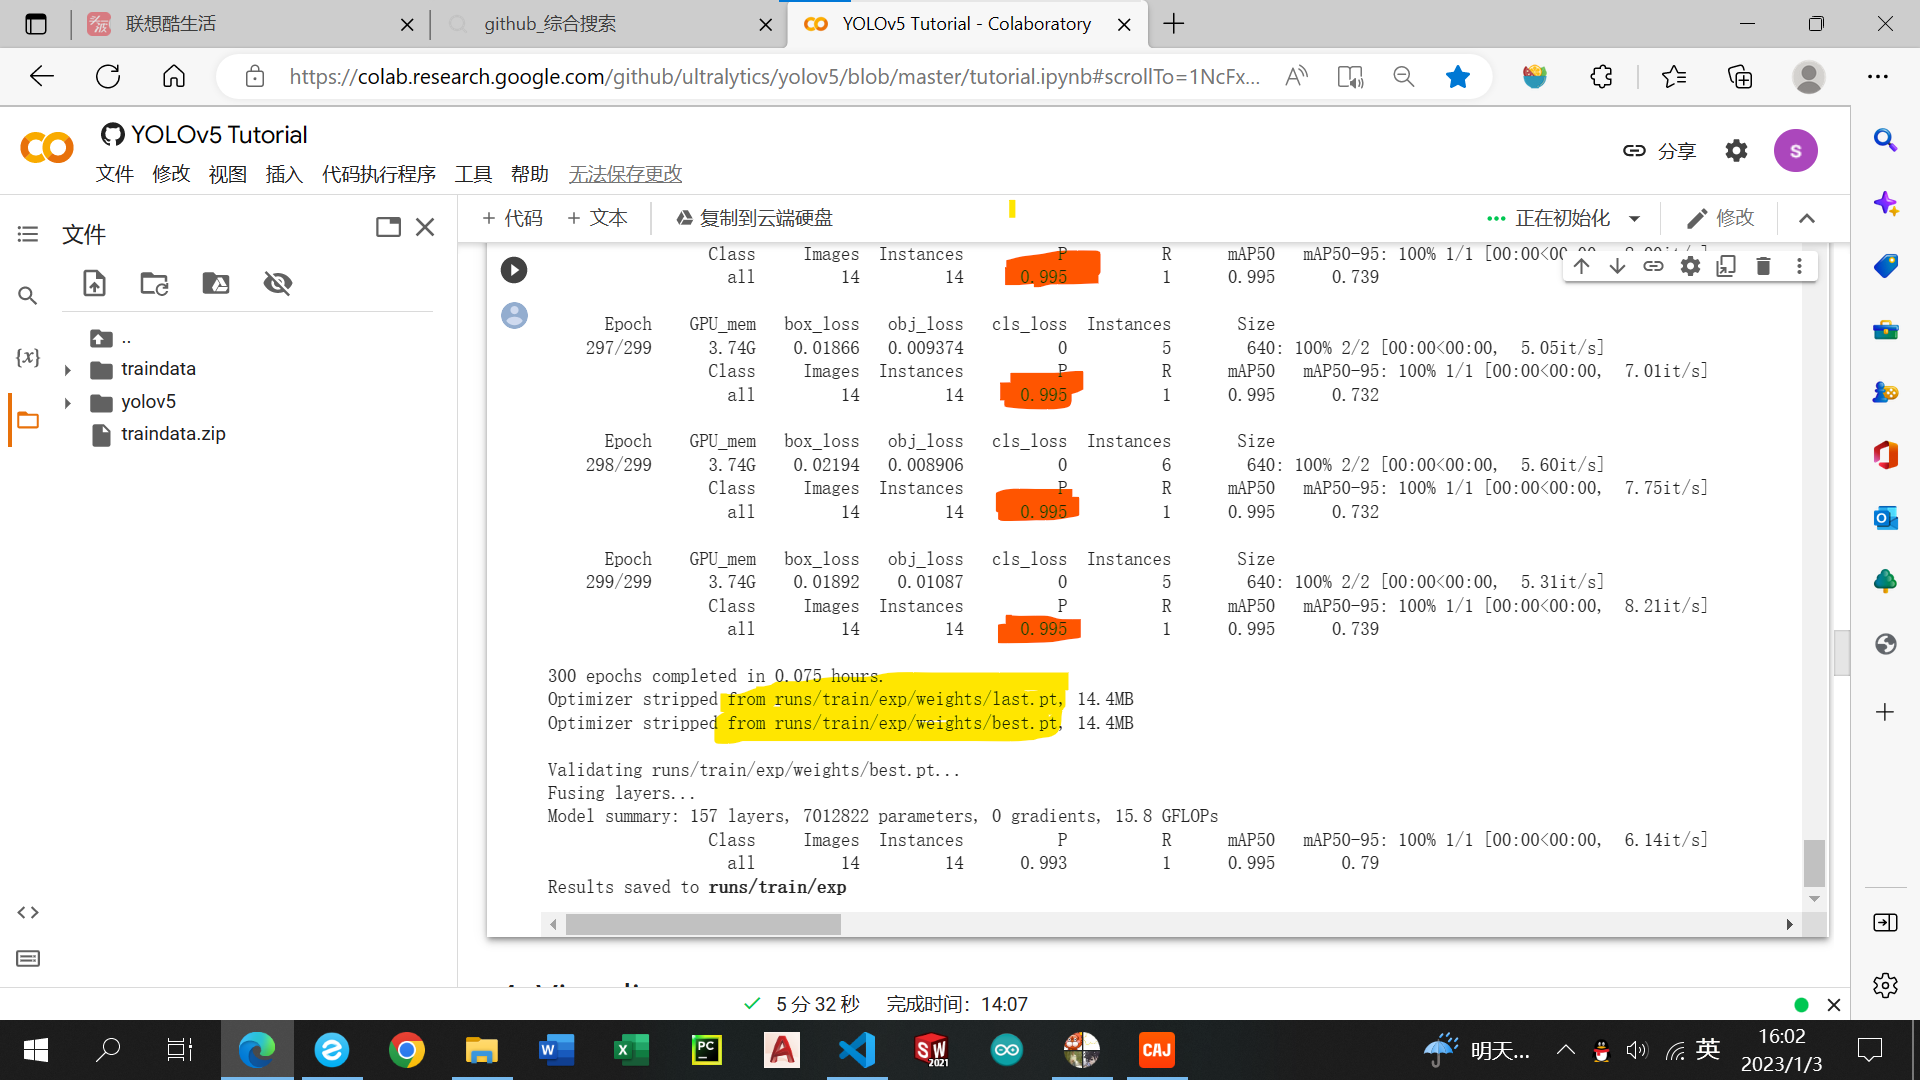 联想酷生活
github_综合搜索
YOLOv5 Tutorial - Colaboratory
https://colab.research.google.com/github/ultralytics/yolov5/blob/master/tutorial.ipynb#scrollTo=1NcFx...
YOLOv5 Tutorial
文件 修改 视图 插入 代码执行程序 工具 帮助 无法保存更改
分享
S
文件
+ 代码 + 文本 复制到云端硬盘
正在初始化
修改
..
traindata
yolov5
traindata.zip
{x}
Class Images Instances P R mAP50 mAP50-95: 100% 1/1 [00:00<00:00, 8.00it/s]
all 14 14 0.995 1 0.995 0.739
Epoch GPU_mem box_loss obj_loss cls_loss Instances Size
297/299 3.74G 0.01866 0.009374 0 5 640: 100% 2/2 [00:00<00:00, 5.05it/s]
Class Images Instances P R mAP50 mAP50-95: 100% 1/1 [00:00<00:00, 7.01it/s]
all 14 14 0.995 1 0.995 0.732
Epoch GPU_mem box_loss obj_loss cls_loss Instances Size
298/299 3.74G 0.02194 0.008906 0 6 640: 100% 2/2 [00:00<00:00, 5.60it/s]
Class Images Instances P R mAP50 mAP50-95: 100% 1/1 [00:00<00:00, 7.75it/s]
all 14 14 0.995 1 0.995 0.732
Epoch GPU_mem box_loss obj_loss cls_loss Instances Size
299/299 3.74G 0.01892 0.01087 0 5 640: 100% 2/2 [00:00<00:00, 5.31it/s]
Class Images Instances P R mAP50 mAP50-95: 100% 1/1 [00:00<00:00, 8.21it/s]
all 14 14 0.995 1 0.995 0.739
300 epochs completed in 0.075 hours.
Optimizer stripped from runs/train/exp/weights/last.pt, 14.4MB
Optimizer stripped from runs/train/exp/weights/best.pt, 14.4MB
Validating runs/train/exp/weights/best.pt...
Fusing layers...
Model summary: 157 layers, 7012822 parameters, 0 gradients, 15.8 GFLOPs
Class Images Instances P R mAP50 mAP50-95: 100% 1/1 [00:00<00:00, 6.14it/s]
all 14 14 0.993 1 0.995 0.79
Results saved to runs/train/exp
5 分 32 秒 完成时间：14:07
明天...
英
16:02
2023/1/3